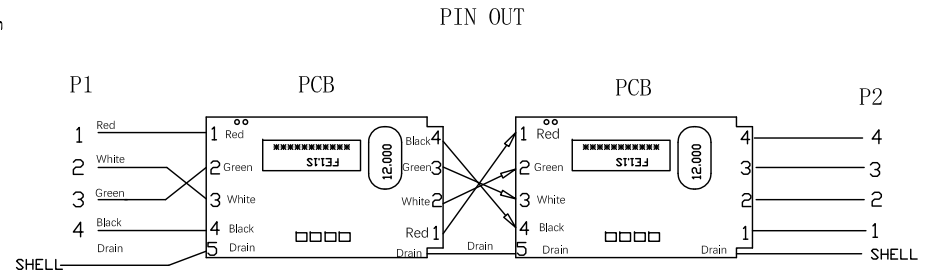 PIN OUT
P1 PCB PCB P2
1 Red 1 Red *********** FE1.1S 12.000 Black 4 1 Red *********** FE1.1S 12.000 4 4
2 White 2 Green Green 3 2 Green 3 3
3 Green 3 White White 2 3 White 2 2
4 Black 4 Black Red 1 4 Black 1 1
Drain 5 Drain Drain Drain 5 Drain Drain SHELL
SHELL